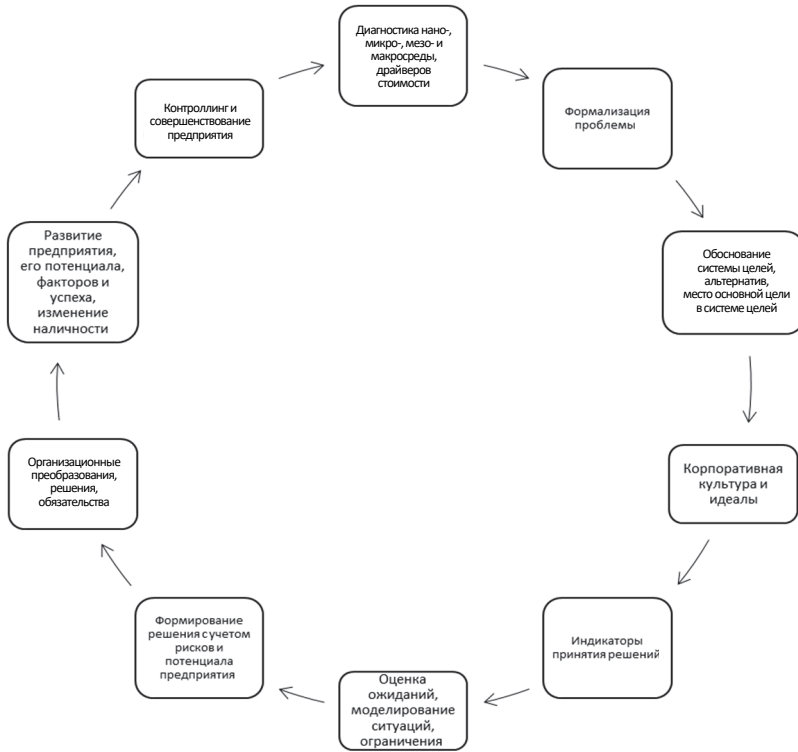 Диагностика нано-,
микро-, мезо- и
макросреды,
драйверов
стоимости
Формализация
проблемы
Обоснование
системы целей,
альтернатив,
место основной цели
в системе целей
Корпоративная
культура и
идеалы
Индикаторы
принятия решений
Оценка
ожиданий,
моделирование
ситуаций,
ограничения
Формирование
решения с учетом
рисков и
потенциала
предприятия
Организационные
преобразования,
решения,
обязательства
Развитие
предприятия,
его потенциала,
факторов и
успеха,
изменение
наличности
Контроллинг и
совершенствование
предприятия